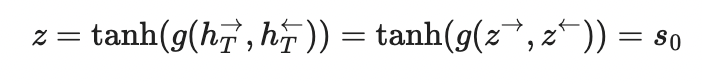 z = tanh(g(h_T^→, h_T^←)) = tanh(g(z^→, z^←)) = s_0